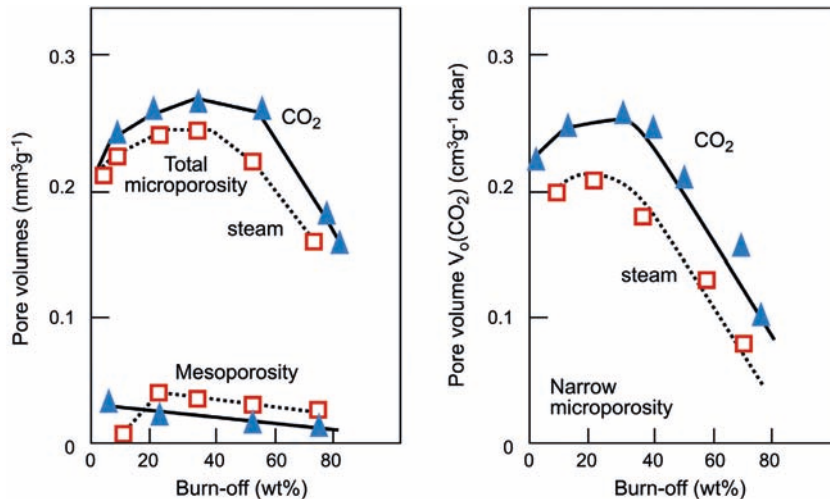 Pore volumes (mm³g⁻¹)
0.3
0.2
0.1
0
CO₂
Total
microporosity
steam
Mesoporosity
0 20 40 60 80
Burn-off (wt%)
Pore volume V₀(CO₂) (cm³g⁻¹ char)
0.3
0.2
0.1
0
CO₂
steam
Narrow
microporosity
0 20 40 60 80
Burn-off (wt%)